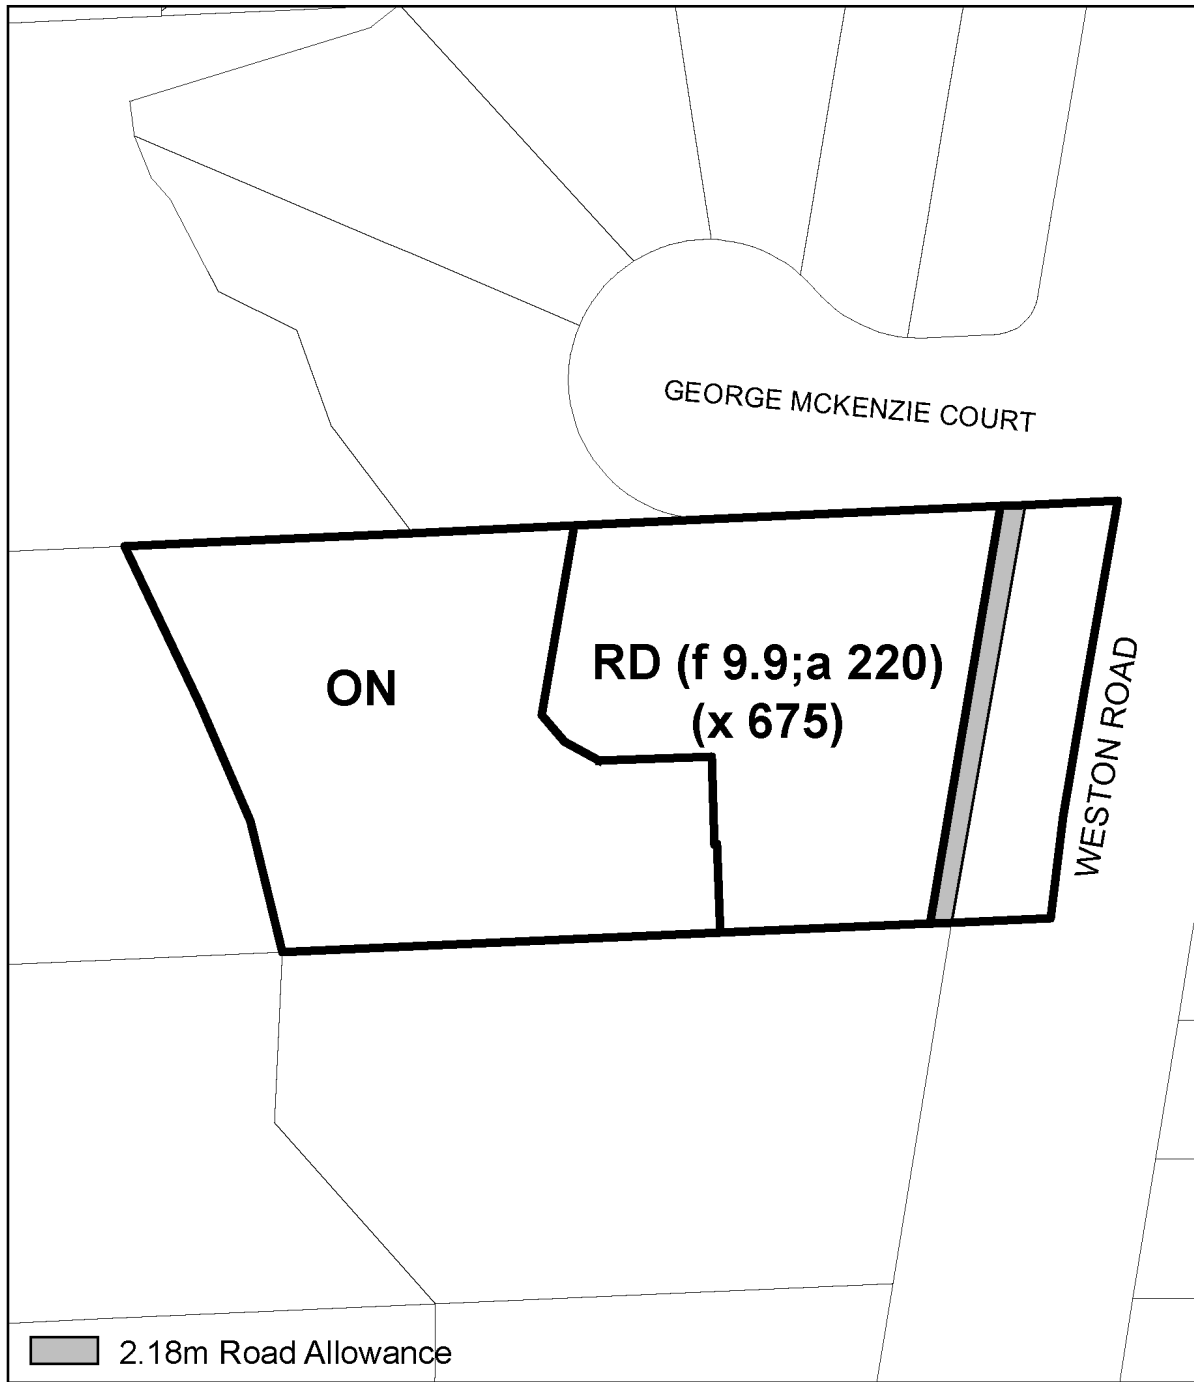 GEORGE MCKENZIE COURT
ON
RD (f 9.9;a 220)
(x 675)
WESTON ROAD
2.18m Road Allowance